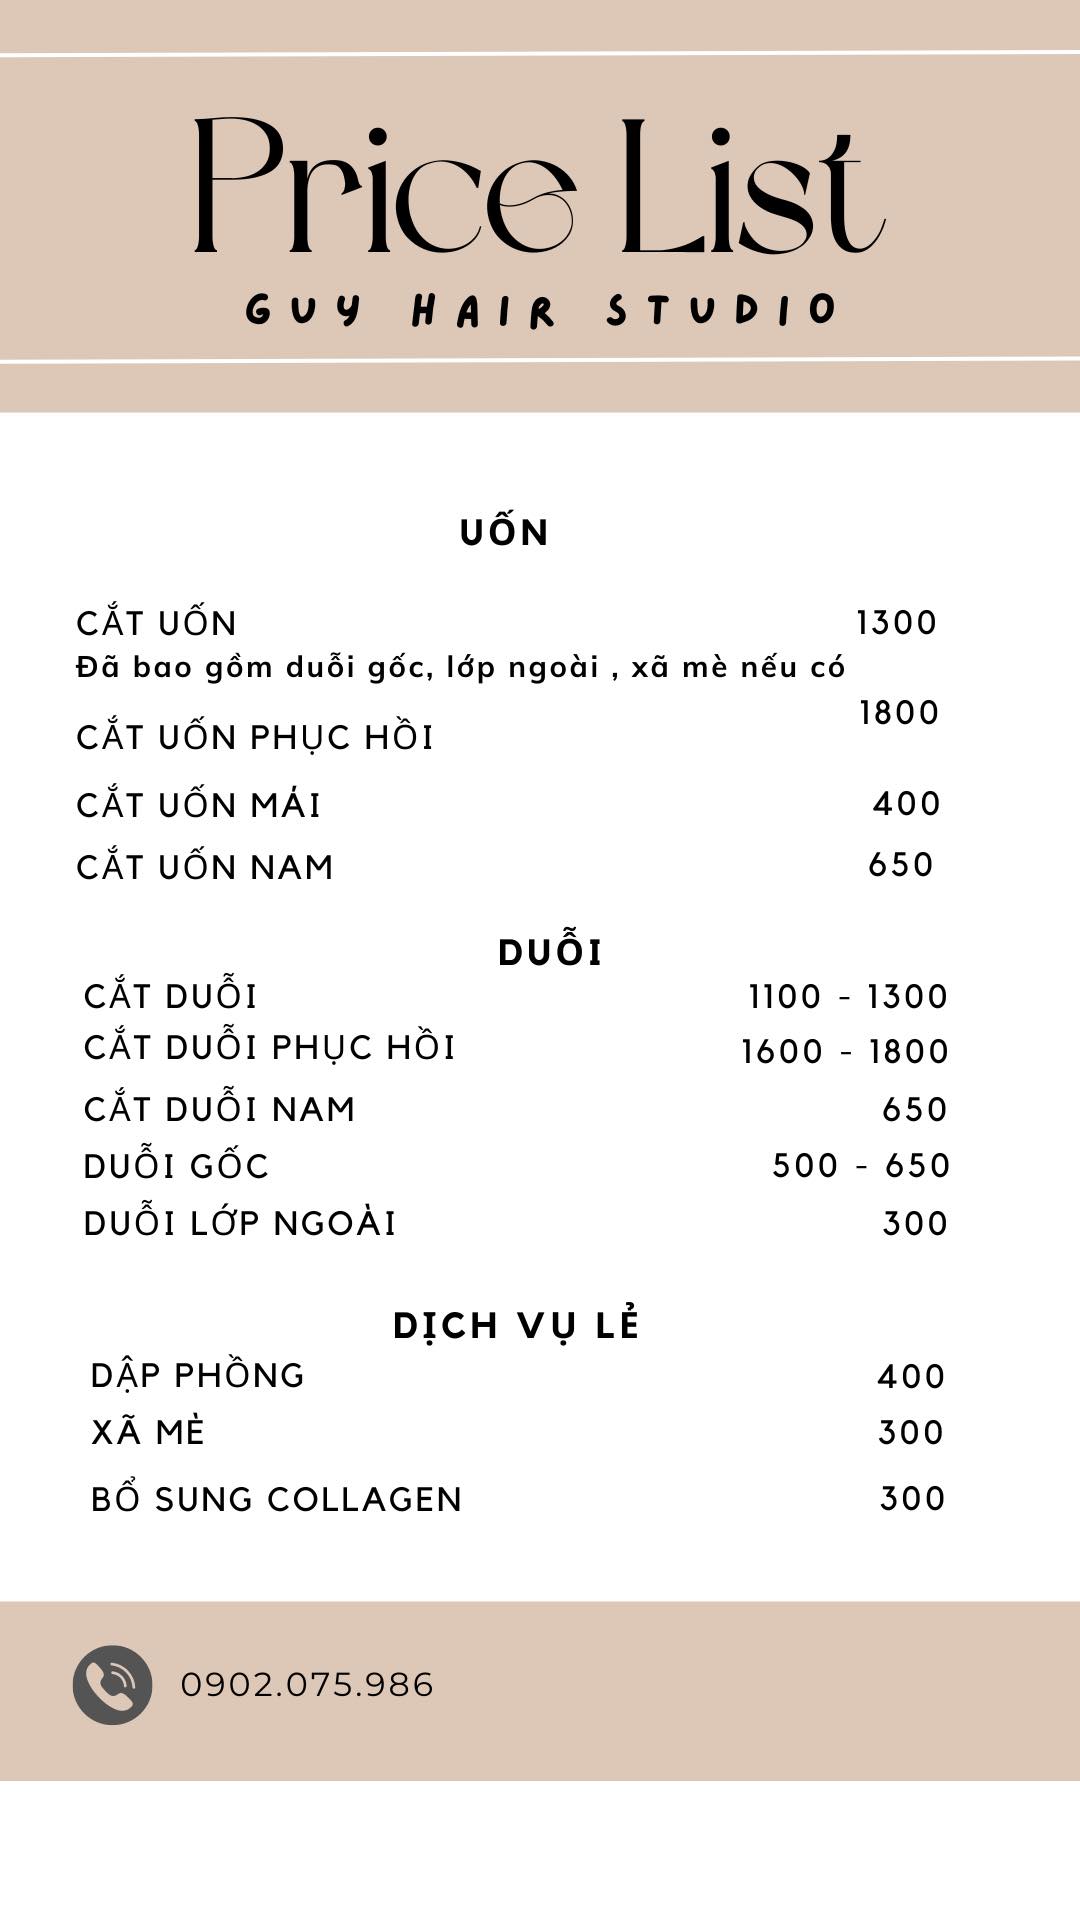 Price List
GUY HAIR STUDIO
UỐN
CẮT UỐN 1300
Đã bao gồm duỗi gốc, lớp ngoài , xã mè nếu có
CẮT UỐN PHỤC HỒI 1800
CẮT UỐN MÁI 400
CẮT UỐN NAM 650
DUỖI
CẮT DUỖI 1100 - 1300
CẮT DUỖI PHỤC HỒI 1600 - 1800
CẮT DUỖI NAM 650
DUỖI GỐC 500 - 650
DUỖI LỚP NGOÀI 300
DỊCH VỤ LẺ
DẬP PHỒNG 400
XÃ MÈ 300
BỔ SUNG COLLAGEN 300
0902.075.986